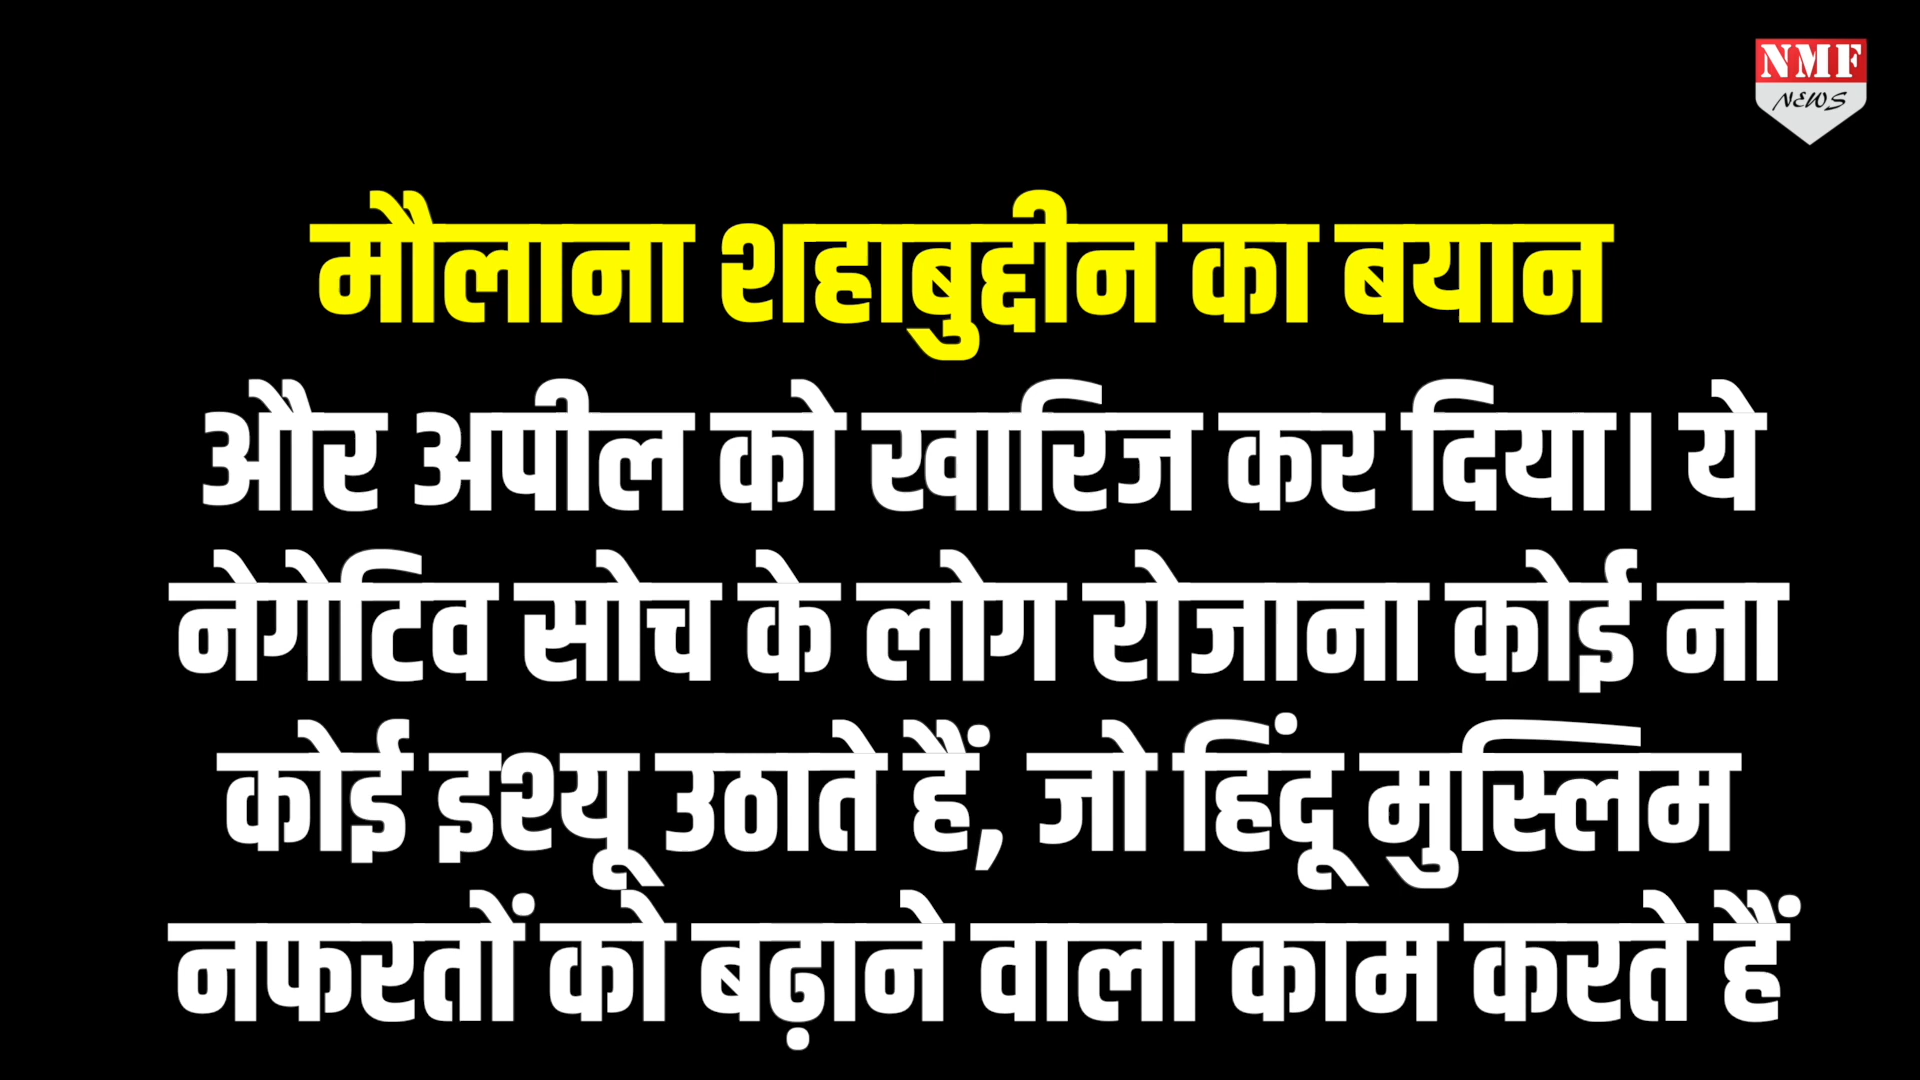 NMF
NEWS
मौलाना शहाबुद्दीन का बयान
और अपील को खारिज कर दिया। ये
नेगेटिव सोच के लोग रोजाना कोई ना
कोई इश्यू उठाते हैं, जो हिंदू मुस्लिम
नफरतों को बढ़ाने वाला काम करते हैं